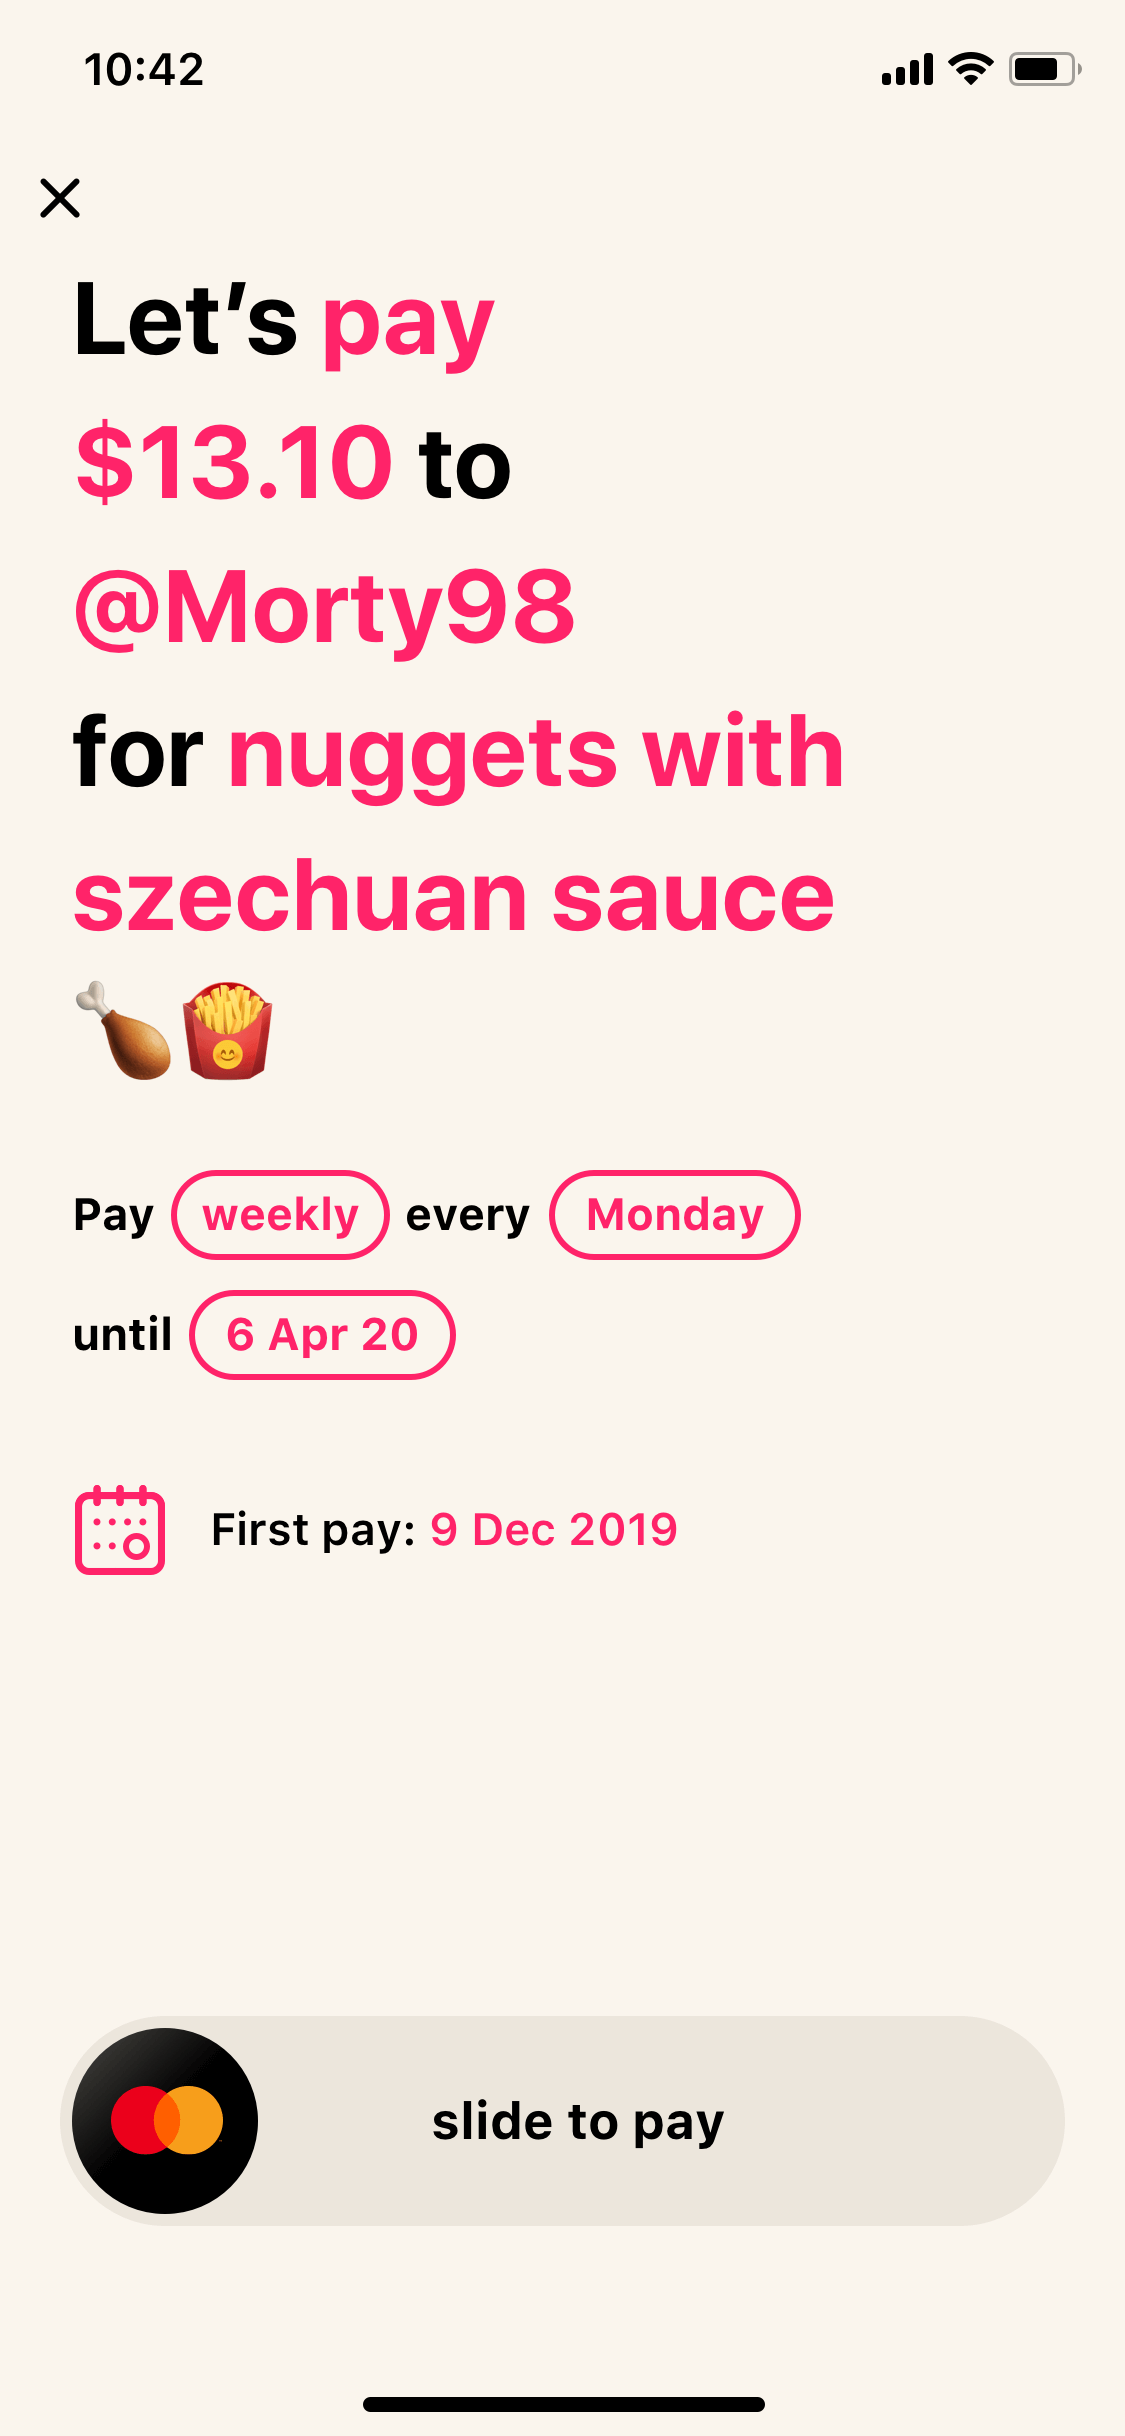 10:42
Let’s pay
$13.10 to
@Morty98
for nuggets with
szechuan sauce
🍗🍟
Pay weekly every Monday
until 6 Apr 20
First pay: 9 Dec 2019
slide to pay